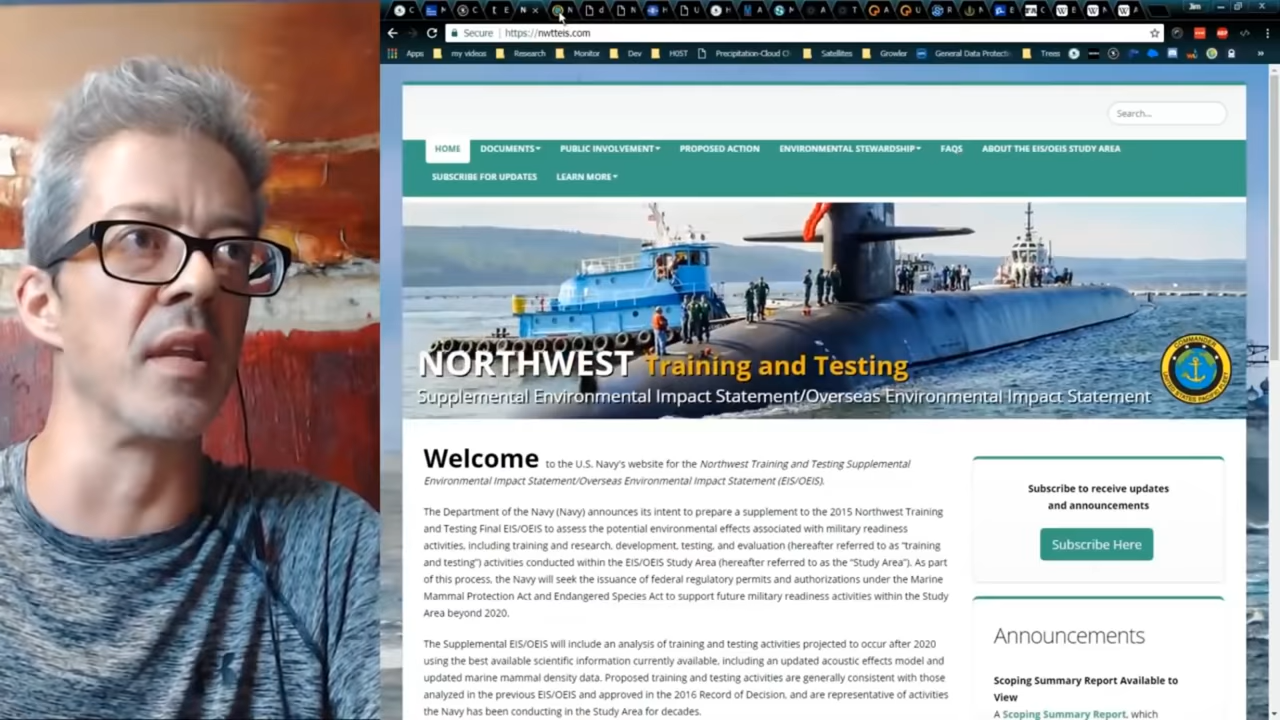 Jim
Secure https://nwtteis.com
Apps my videos Research Monitor Dev HOST Precipitation-Cloud Satellites Growler General Data Protecti Trees
Search...
HOME DOCUMENTS PUBLIC INVOLVEMENT PROPOSED ACTION ENVIRONMENTAL STEWARDSHIP FAQS ABOUT THE EIS/OEIS STUDY AREA
SUBSCRIBE FOR UPDATES LEARN MORE
NORTHWEST Training and Testing
Supplemental Environmental Impact Statement/Overseas Environmental Impact Statement
COMMANDER
UNITED STATES PACIFIC FLEET
Welcome to the U.S. Navy's website for the Northwest Training and Testing Supplemental
Environmental Impact Statement/Overseas Environmental Impact Statement (EIS/OEIS).
The Department of the Navy (Navy) announces its intent to prepare a supplement to the 2015 Northwest Training
and Testing Final EIS/OEIS to assess the potential environmental effects associated with military readiness
activities, including training and research, development, testing, and evaluation (hereafter referred to as "training
and testing") activities conducted within the EIS/OEIS Study Area (hereafter referred to as the "Study Area"). As part
of this process, the Navy will seek the issuance of federal regulatory permits and authorizations under the Marine
Mammal Protection Act and Endangered Species Act to support future military readiness activities within the Study
Area beyond 2020.
The Supplemental EIS/OEIS will include an analysis of training and testing activities projected to occur after 2020
using the best available scientific information currently available, including an updated acoustic effects model and
updated marine mammal density data. Proposed training and testing activities are generally consistent with those
analyzed in the previous EIS/OEIS and approved in the 2016 Record of Decision, and are representative of activities
the Navy has been conducting in the Study Area for decades.
Subscribe to receive updates
and announcements
Subscribe Here
Announcements
Scoping Summary Report Available to
View
A Scoping Summary Report, which